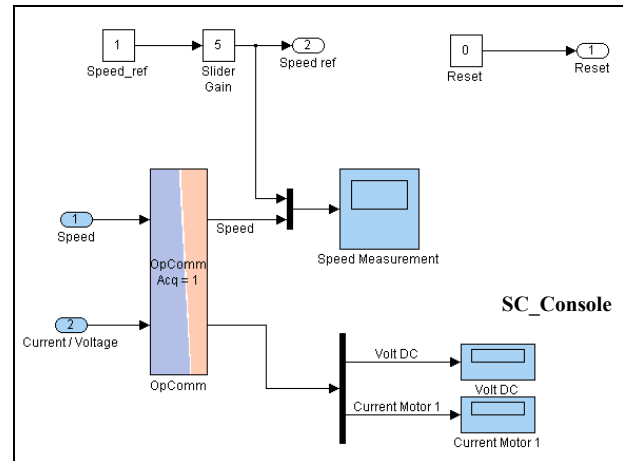 1
Speed_ref
5
Slider
Gain
2
Speed ref
0
Reset
1
Reset
1
Speed
OpComm
Acq = 1
Speed
Speed Measurement
2
Current / Voltage
OpComm
SC_Console
Volt DC
Volt DC
Current Motor 1
Current Motor 1